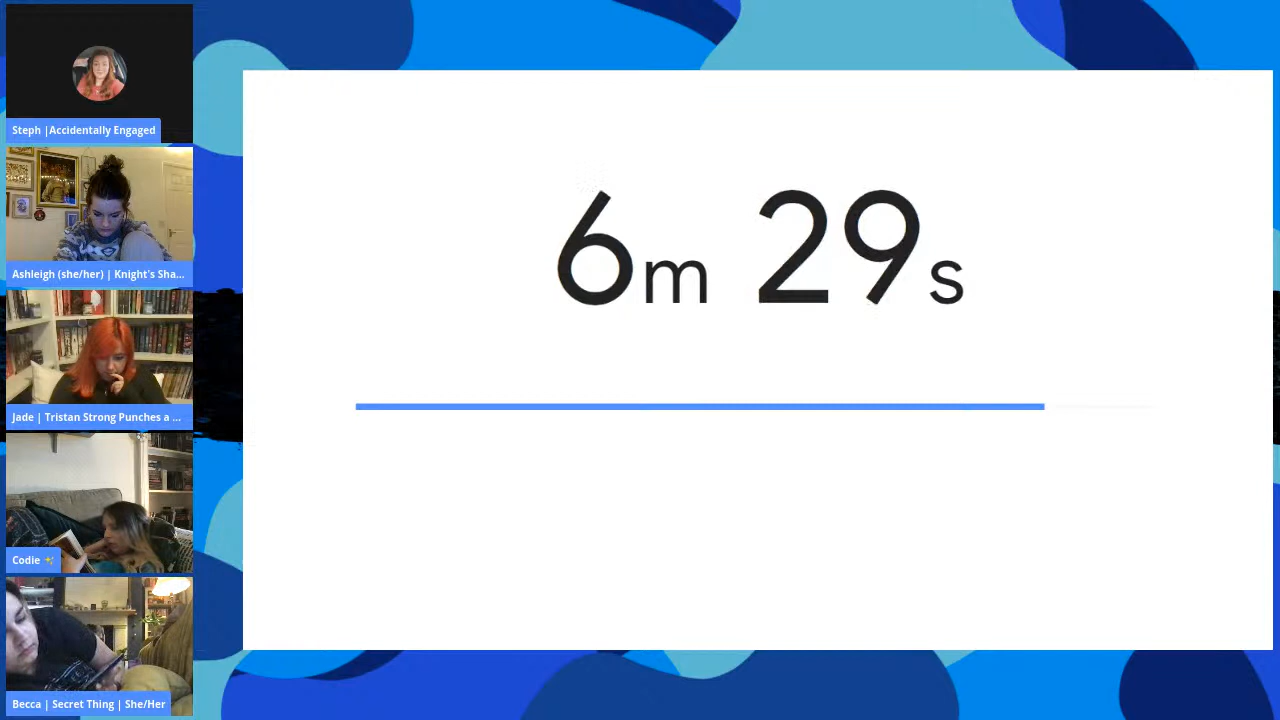 Steph |Accidentally Engaged
Ashleigh (she/her) | Knight's Sha...
Jade | Tristan Strong Punches a ...
Codie ✨
Becca | Secret Thing | She/Her
6m 29s